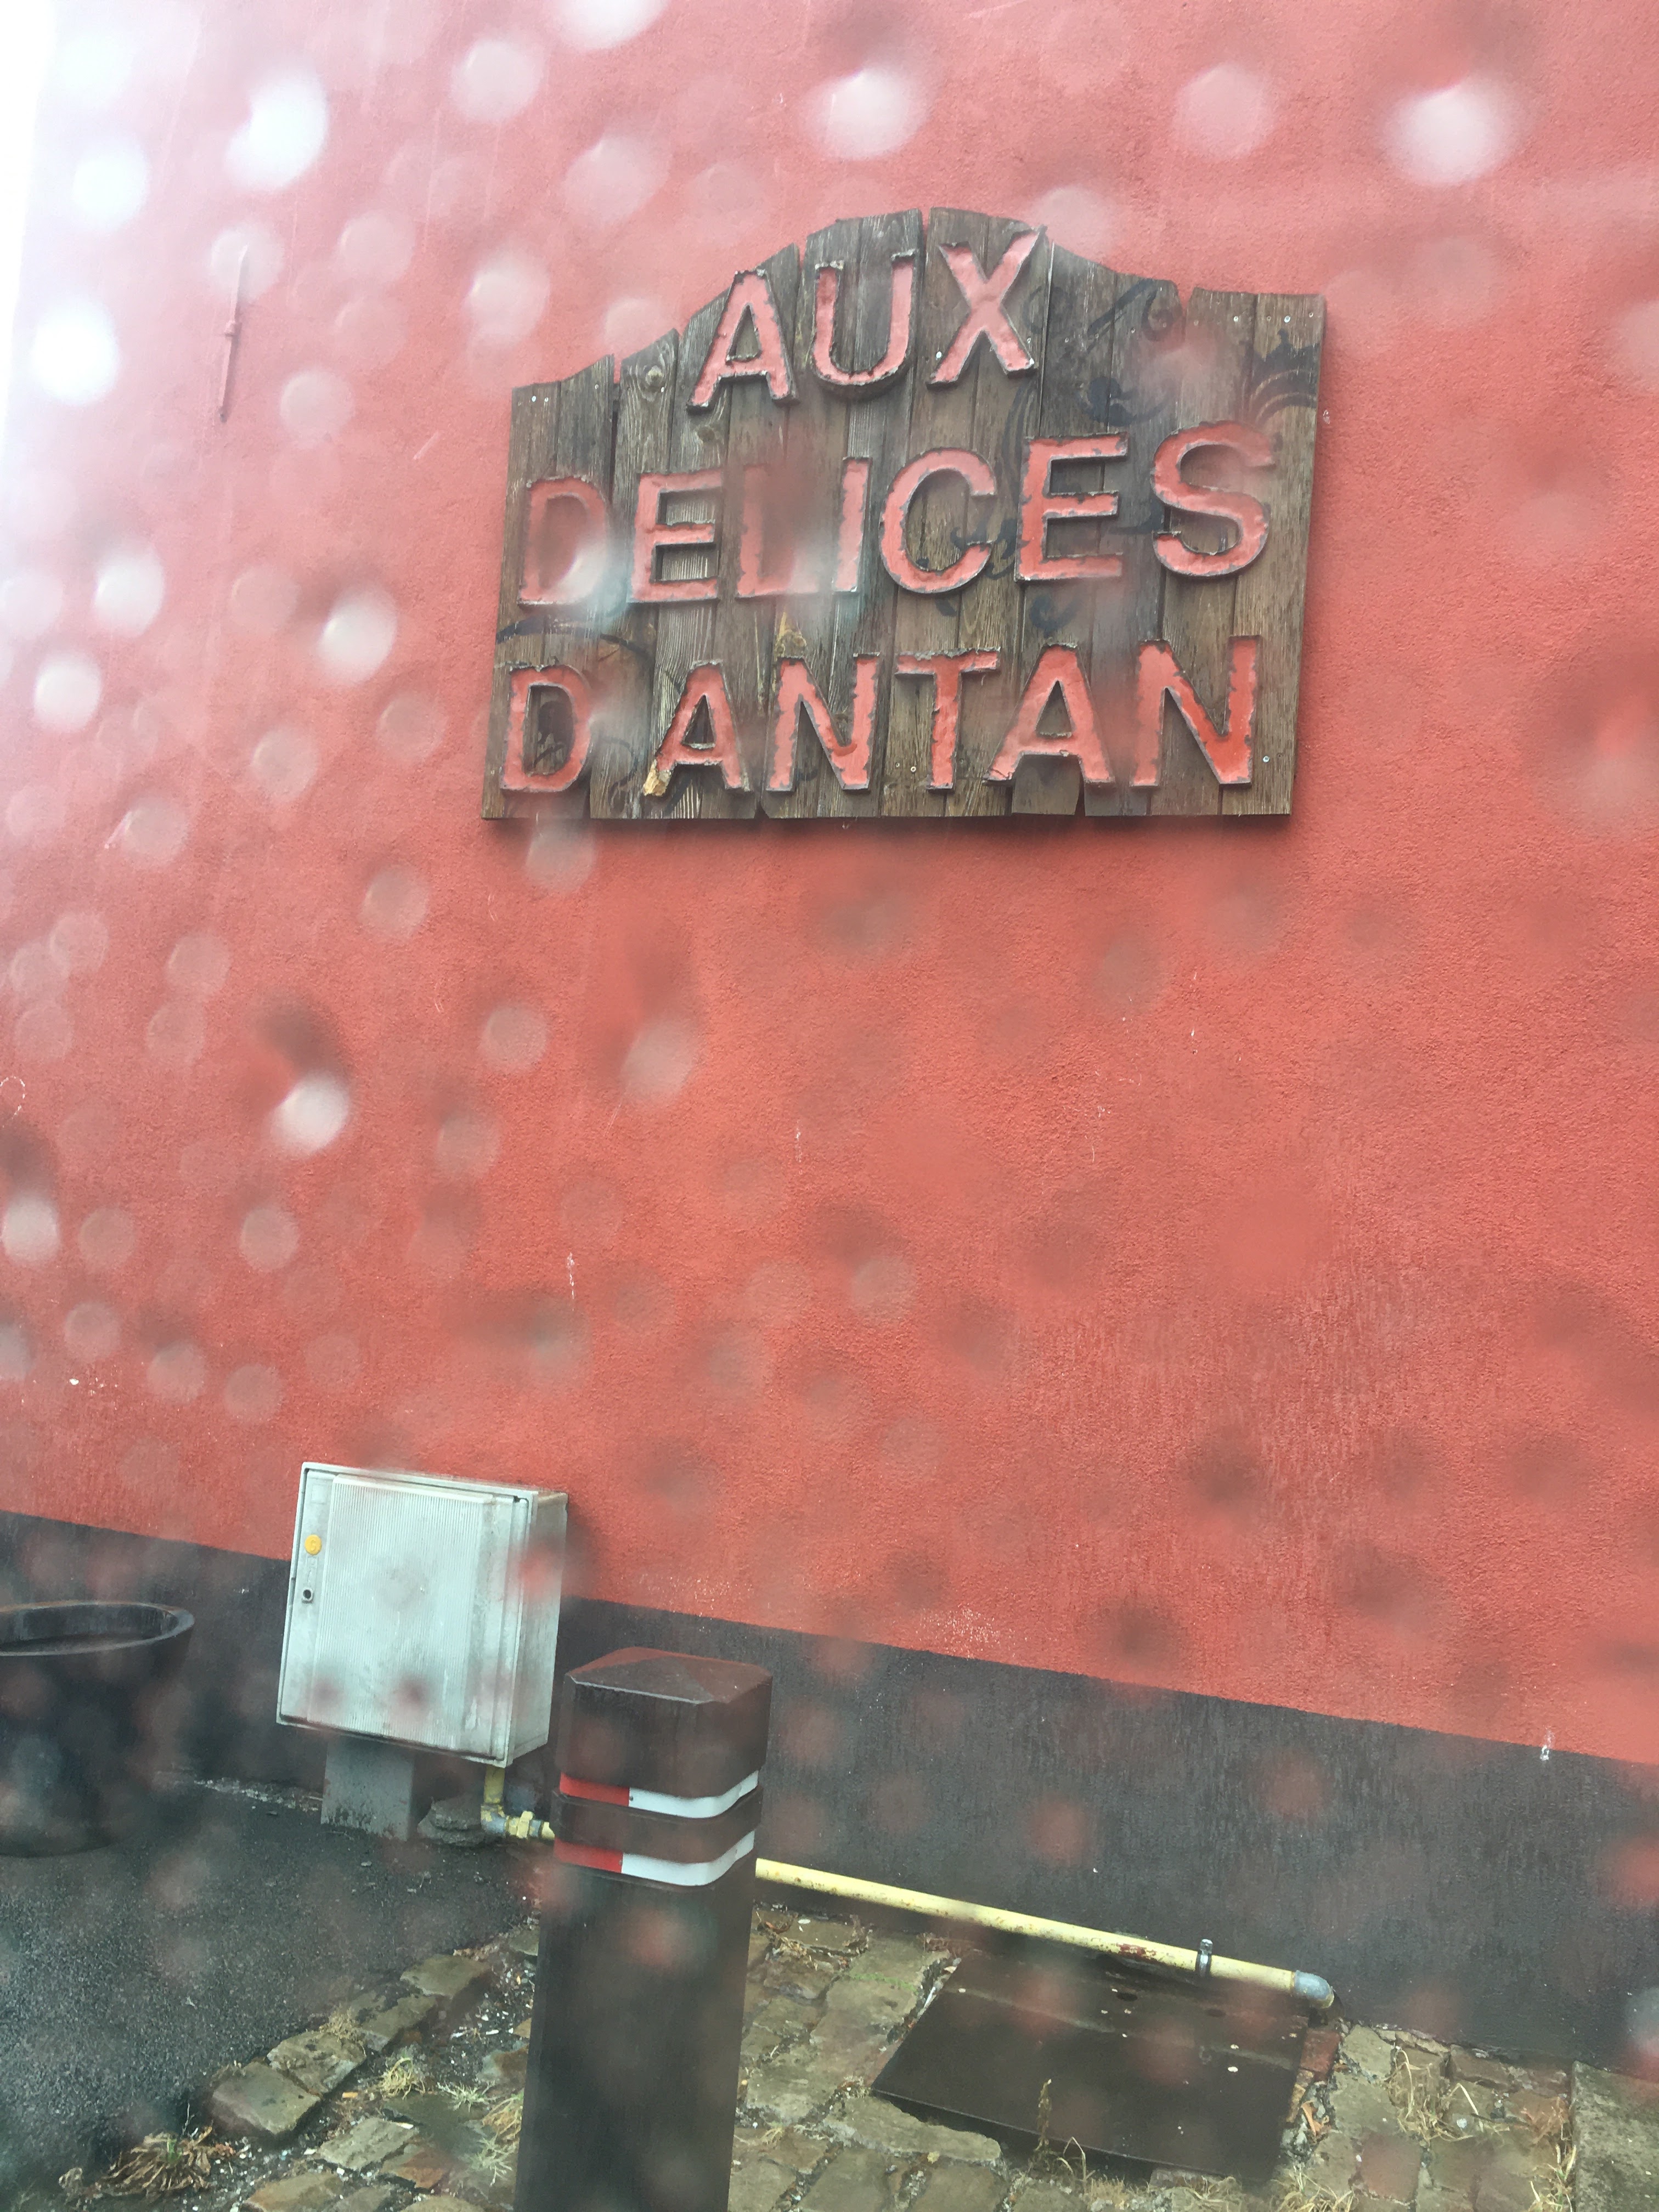 AUX
DELICES
D ANTAN